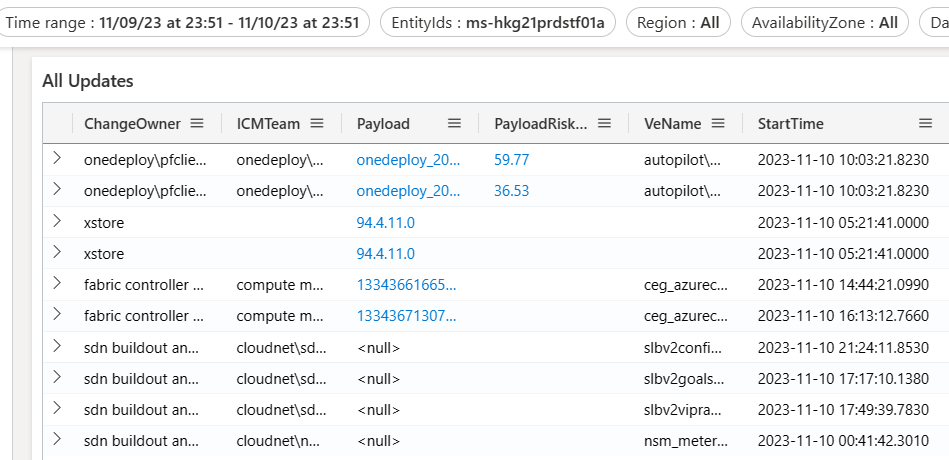 Time range : 11/09/23 at 23:51 - 11/10/23 at 23:51 EntityIds : ms-hkg21prdstf01a Region : All AvailabilityZone : All Da
All Updates
ChangeOwner ICMTeam Payload PayloadRisk... VeName StartTime
onedeploy\pfclie... onedeploy\... onedeploy_20... 59.77 autopilot\... 2023-11-10 10:03:21.8230
onedeploy\pfclie... onedeploy\... onedeploy_20... 36.53 autopilot\... 2023-11-10 10:03:21.8230
xstore 94.4.11.0 2023-11-10 05:21:41.0000
xstore 94.4.11.0 2023-11-10 05:21:41.0000
fabric controller ... compute m... 13343661665... ceg_azurec... 2023-11-10 14:44:21.0990
fabric controller ... compute m... 13343671307... ceg_azurec... 2023-11-10 16:13:12.7660
sdn buildout an... cloudnet\sd... <null> slbv2confi... 2023-11-10 21:24:11.8530
sdn buildout an... cloudnet\sd... <null> slbv2goals... 2023-11-10 17:17:10.1380
sdn buildout an... cloudnet\sd... <null> slbv2vipra... 2023-11-10 17:49:39.7830
sdn buildout an... cloudnet\n... <null> nsm_meter... 2023-11-10 00:41:42.3010